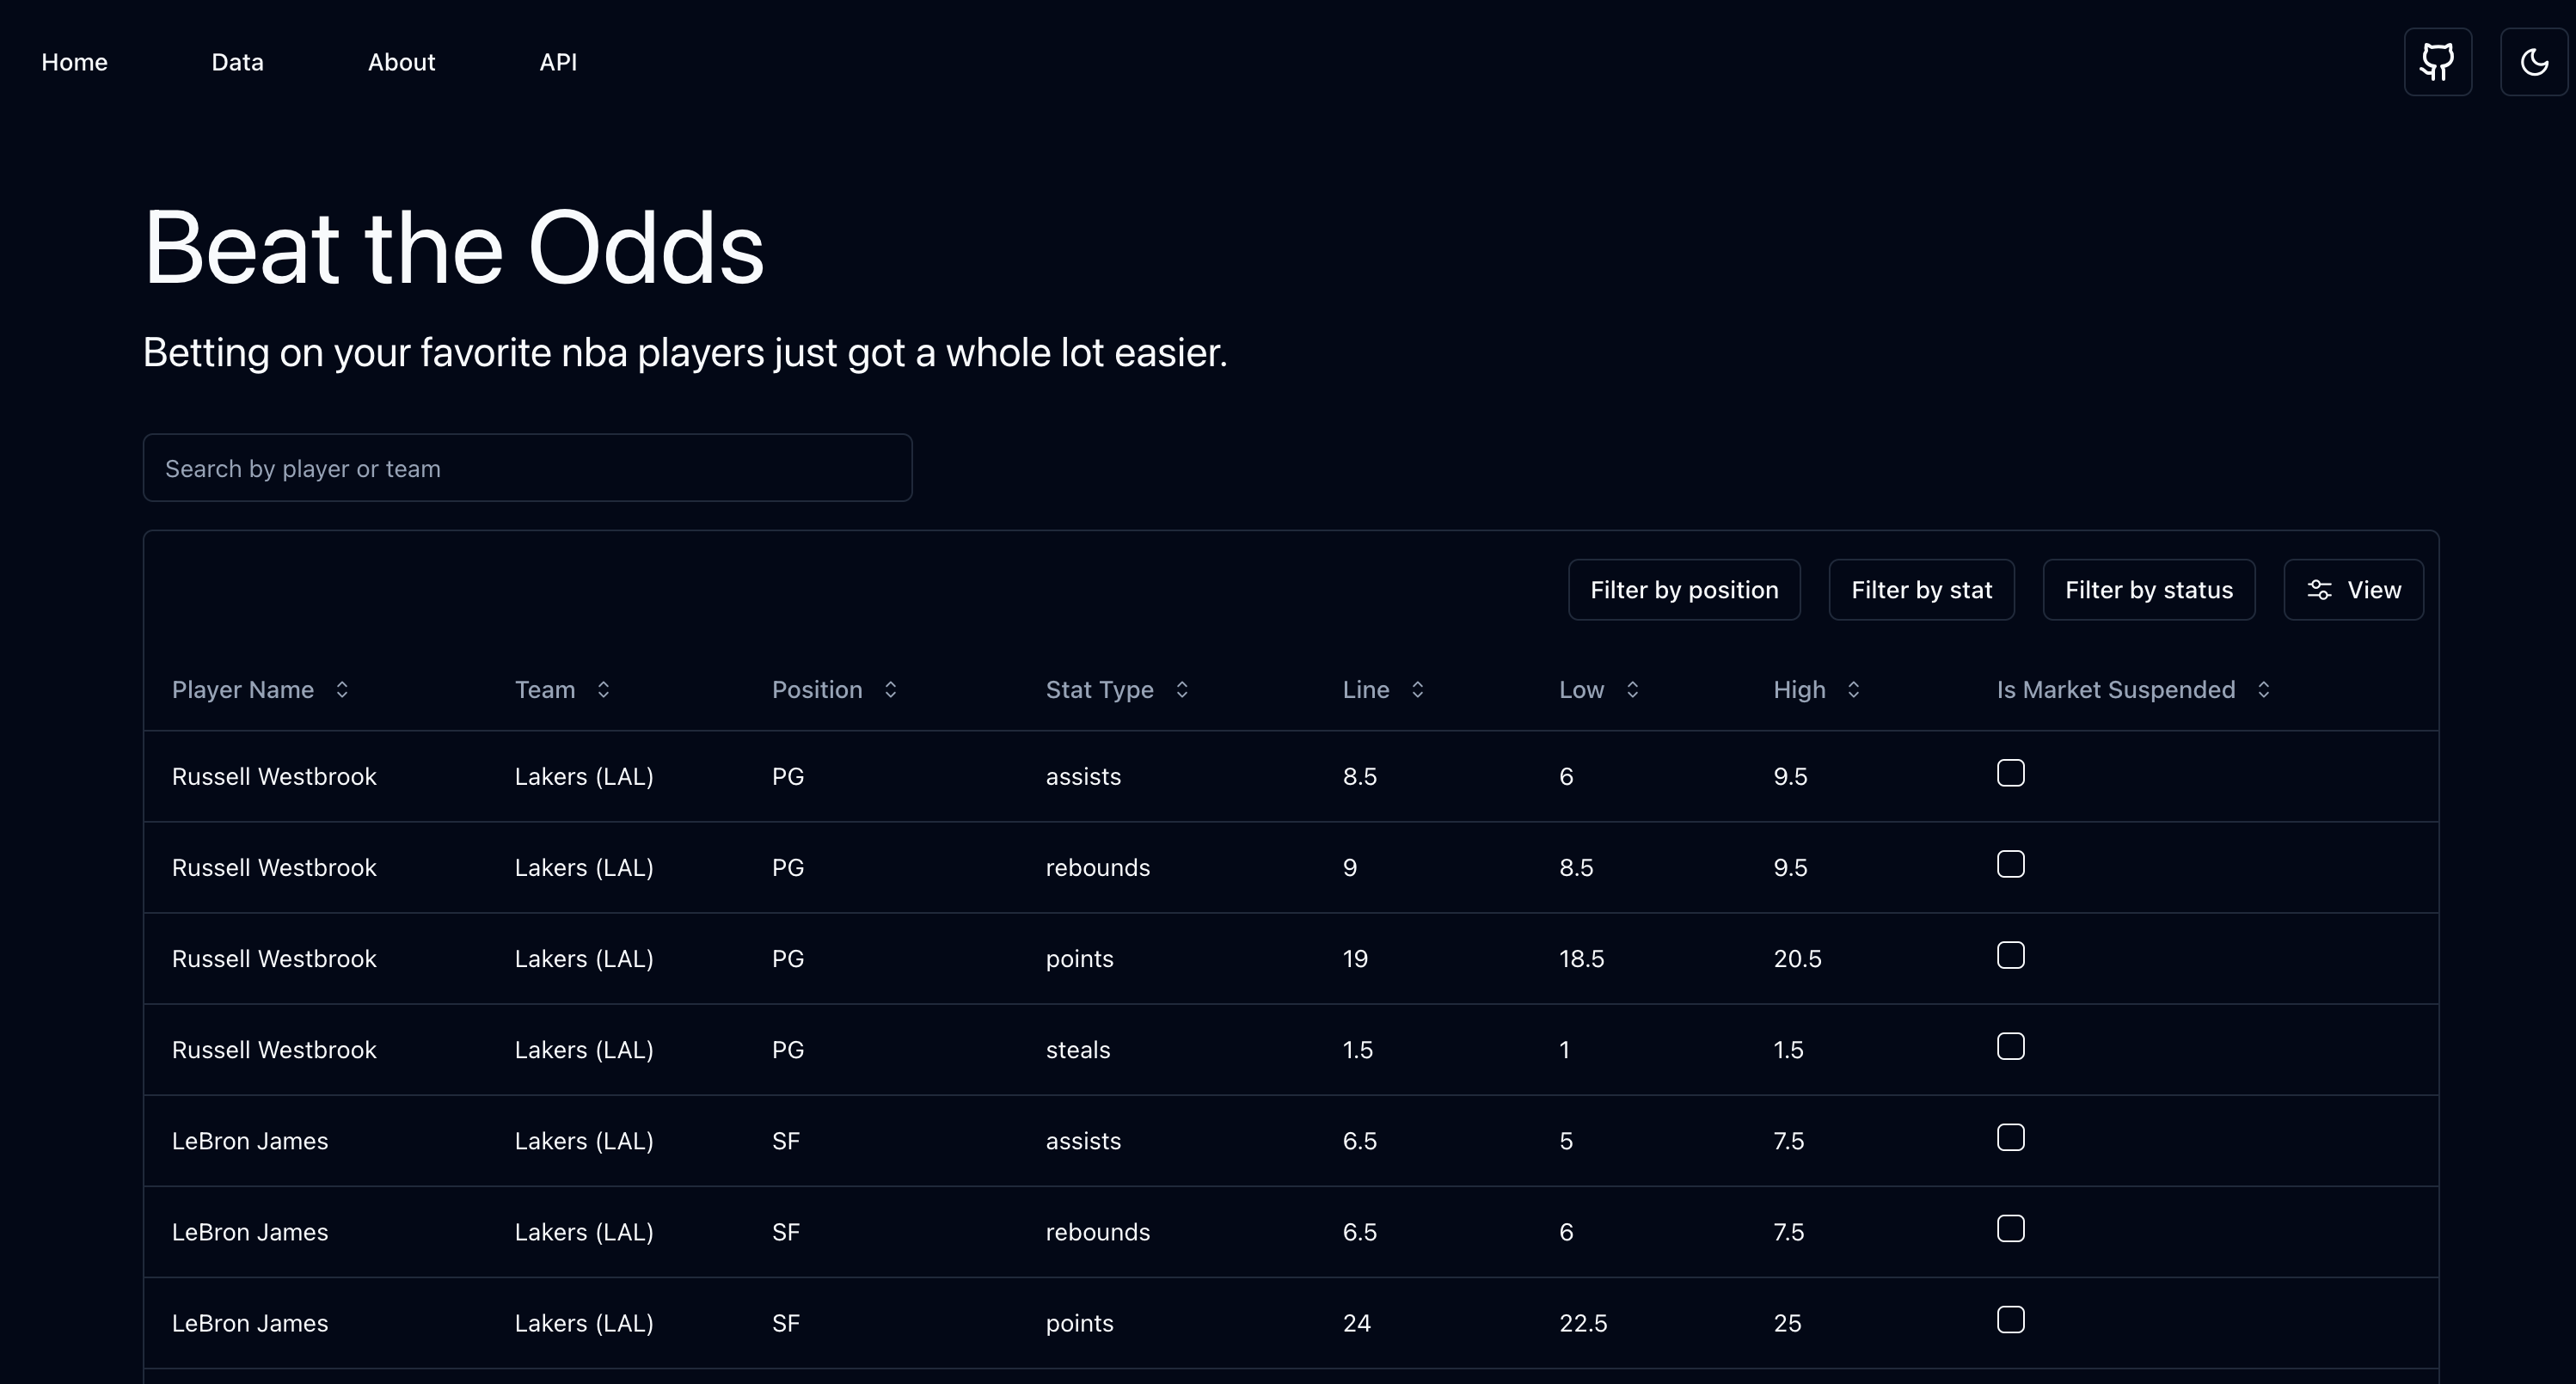 Home Data About API
Beat the Odds
Betting on your favorite nba players just got a whole lot easier.
Search by player or team
Filter by position Filter by stat Filter by status View
Player Name Team Position Stat Type Line Low High Is Market Suspended
Russell Westbrook Lakers (LAL) PG assists 8.5 6 9.5
Russell Westbrook Lakers (LAL) PG rebounds 9 8.5 9.5
Russell Westbrook Lakers (LAL) PG points 19 18.5 20.5
Russell Westbrook Lakers (LAL) PG steals 1.5 1 1.5
LeBron James Lakers (LAL) SF assists 6.5 5 7.5
LeBron James Lakers (LAL) SF rebounds 6.5 6 7.5
LeBron James Lakers (LAL) SF points 24 22.5 25